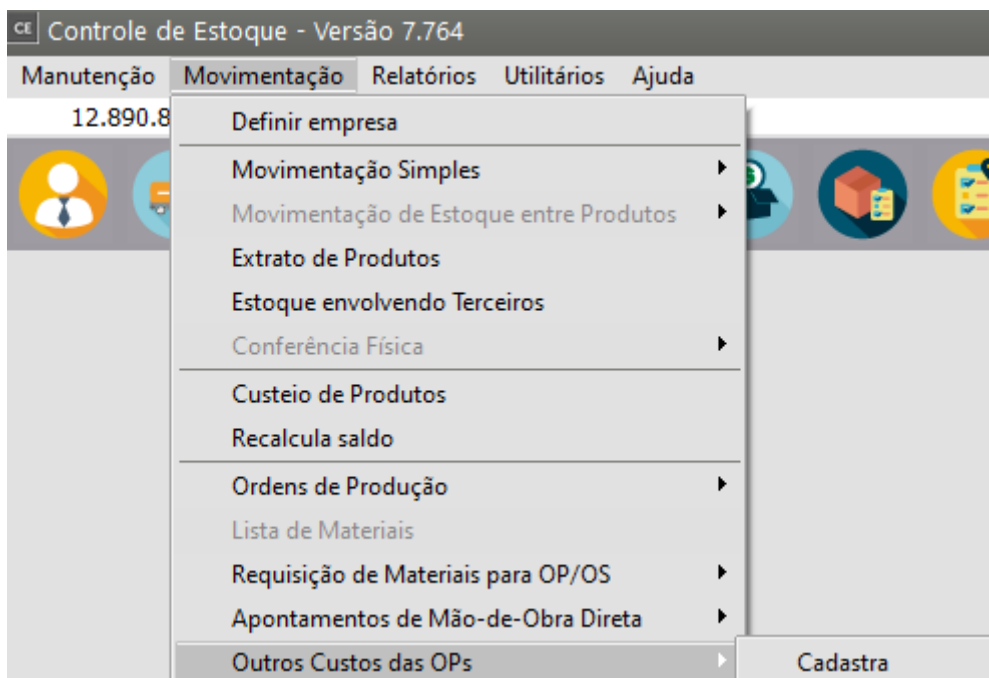 CE Controle de Estoque - Versão 7.764
Manutenção Movimentação Relatórios Utilitários Ajuda
12.890.8
Definir empresa
Movimentação Simples
Movimentação de Estoque entre Produtos
Extrato de Produtos
Estoque envolvendo Terceiros
Conferência Física
Custeio de Produtos
Recalcula saldo
Ordens de Produção
Lista de Materiais
Requisição de Materiais para OP/OS
Apontamentos de Mão-de-Obra Direta
Outros Custos das OPs Cadastra